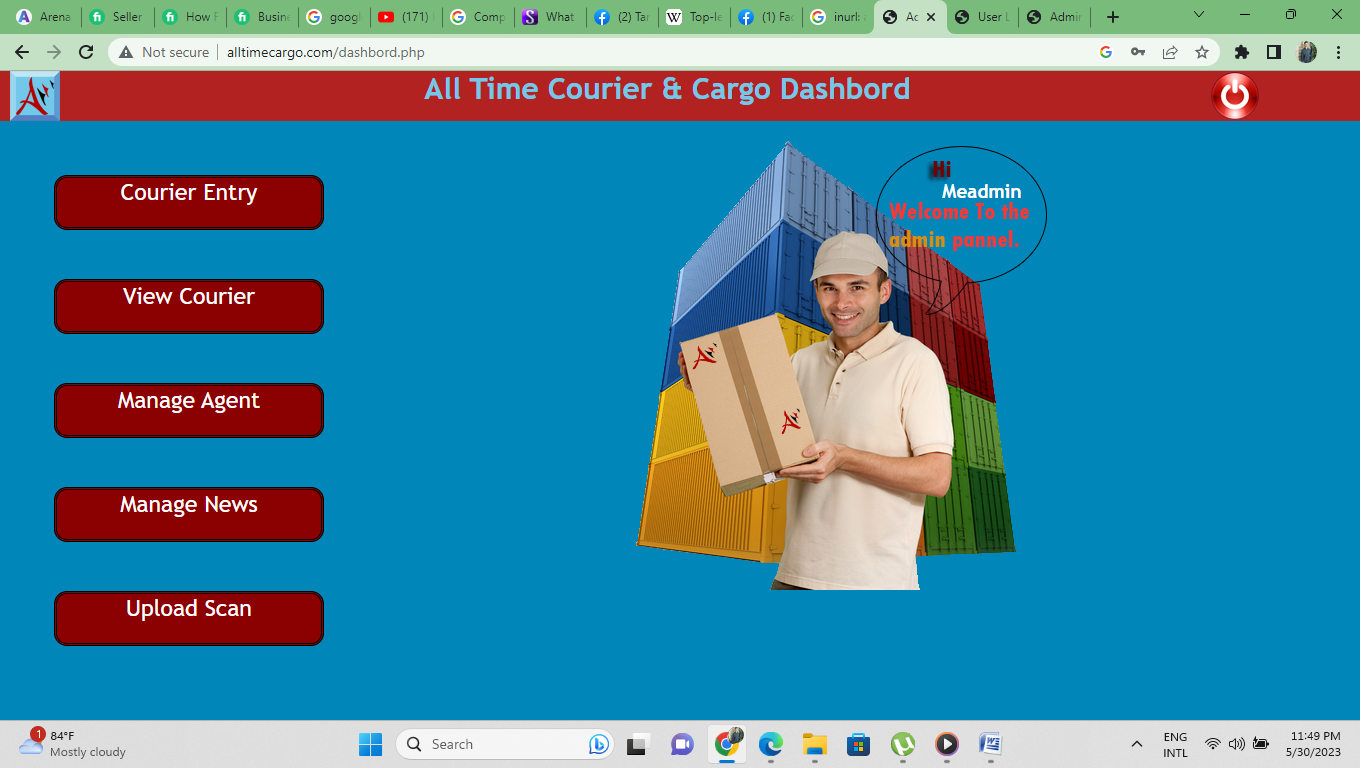 Arena
Seller
How F
Busine
googl
(171)
Comp
What
(2) Tar
Top-le
(1) Fac
inurl: a
Ac
User L
Admin
Not secure
alltimecargo.com/dashbord.php
All Time Courier & Cargo Dashbord
Hi
Meadmin
Welcome To the
admin pannel.
Courier Entry
View Courier
Manage Agent
Manage News
Upload Scan
1
84°F
Mostly cloudy
Search
ENG
INTL
11:49 PM
5/30/2023